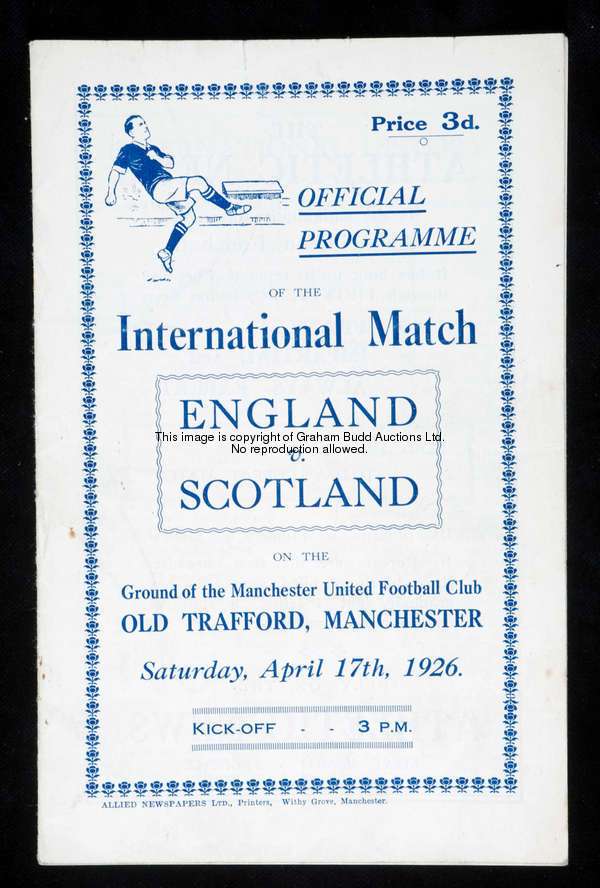 Price 3d.
OFFICIAL
PROGRAMME
OF THE
International Match
ENGLAND
This image is copyright of Graham Budd Auctions Ltd.
v.
No reproduction allowed.
SCOTLAND
ON THE
Ground of the Manchester United Football Club
OLD TRAFFORD, MANCHESTER
Saturday, April 17th, 1926.
KICK-OFF - - 3 P.M.
ALLIED NEWSPAPERS LTD., Printers, Withy Grove, Manchester.